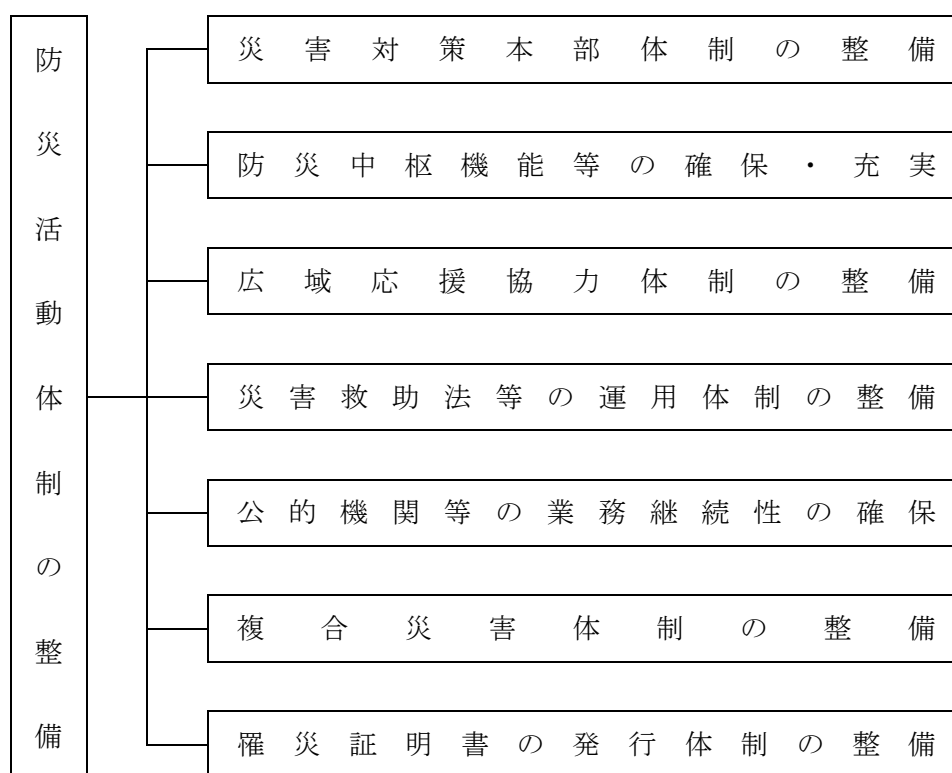 防災活動体制の整備
災害対策本部体制の整備
防災中枢機能等の確保・充実
広域応援協力体制の整備
災害救助法等の運用体制の整備
公的機関等の業務継続性の確保
複合災害体制の整備
罹災証明書の発行体制の整備